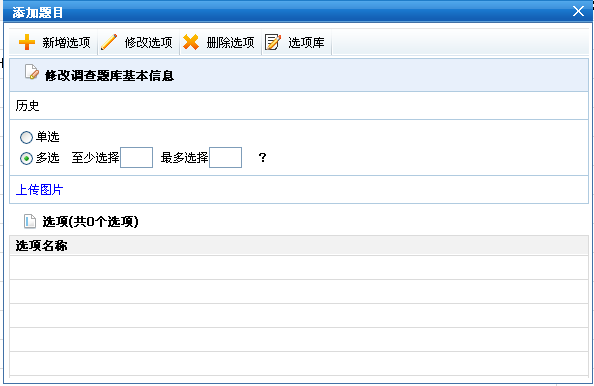 添加题目
新增选项 修改选项 删除选项 选项库
修改调查题库基本信息
历史
单选
多选 至少选择 最多选择 ?
上传图片
选项(共0个选项)
选项名称